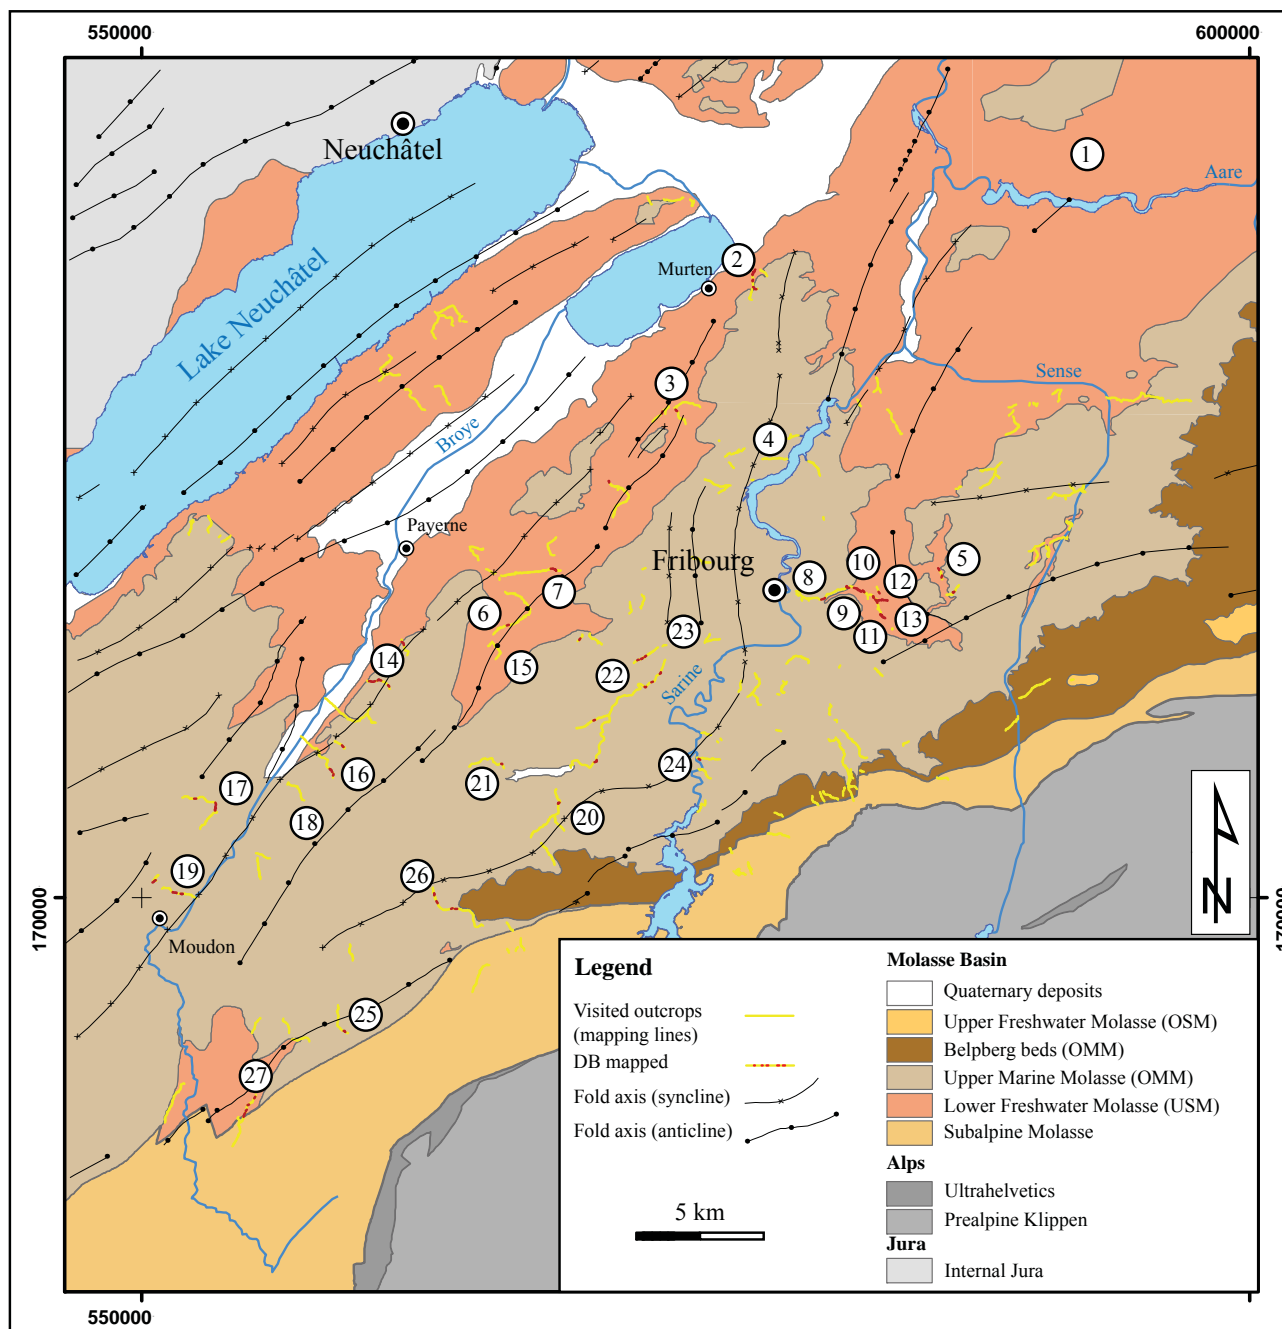 550000
600000
Neuchâtel
1
Aare
Lake Neuchâtel
2
Murten
3
Sense
Broye
4
Payerne
Fribourg
5
6
7
8
9
10
11
12
13
14
15
16
17
18
19
20
21
22
23
24
25
26
27
Sarine
Moudon
170000
170000
N
Legend
Visited outcrops
(mapping lines)
DB mapped
Fold axis (syncline)
Fold axis (anticline)
5 km
Molasse Basin
Quaternary deposits
Upper Freshwater Molasse (OSM)
Belpberg beds (OMM)
Upper Marine Molasse (OMM)
Lower Freshwater Molasse (USM)
Subalpine Molasse
Alps
Ultrahelvetics
Prealpine Klippen
Jura
Internal Jura
550000